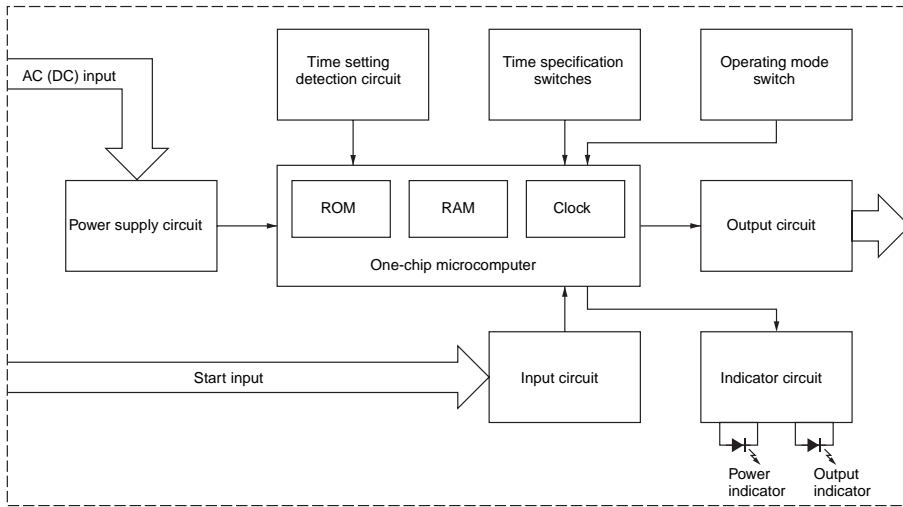 AC (DC) input
Time setting
detection circuit
Time specification
switches
Operating mode
switch
Power supply circuit
ROM
RAM
Clock
One-chip microcomputer
Output circuit
Start input
Input circuit
Indicator circuit
Power
indicator
Output
indicator